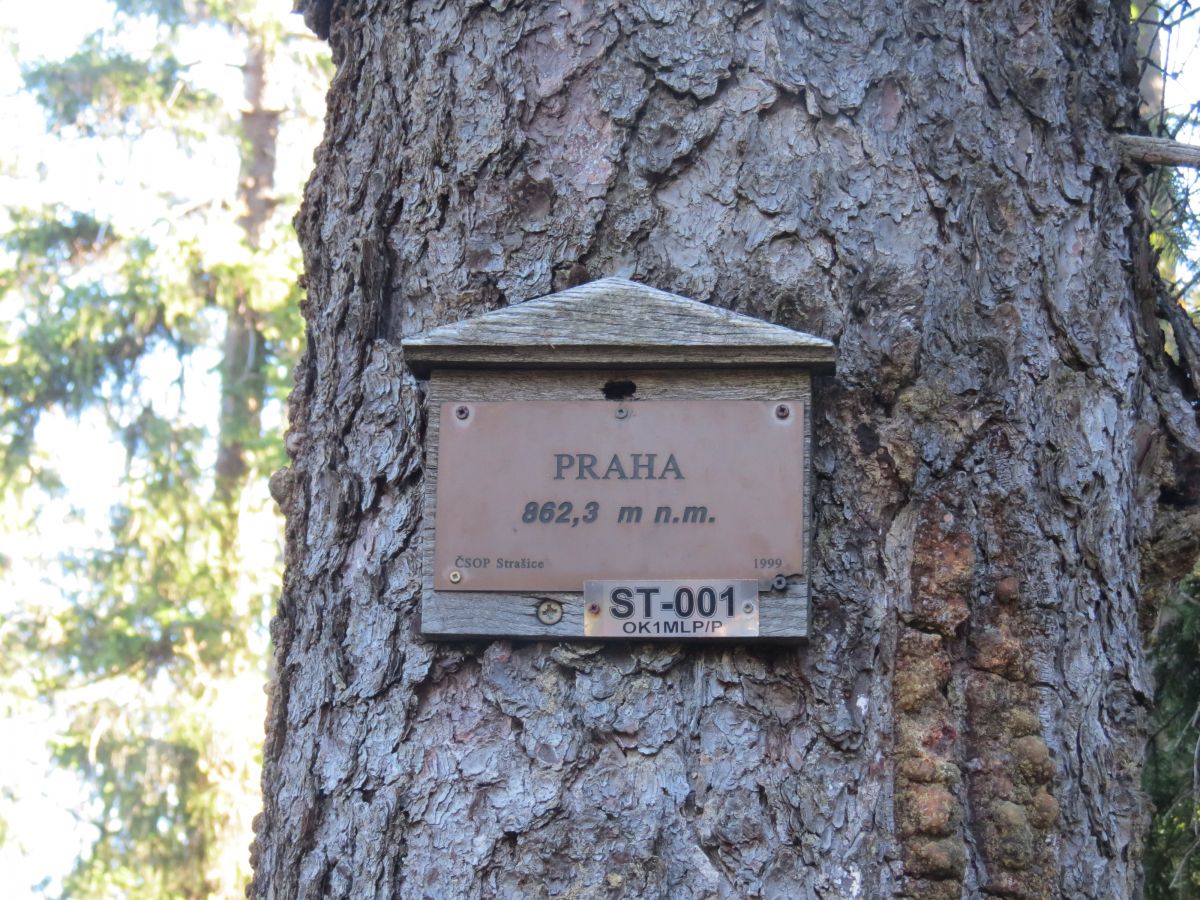 PRAHA
862,3 m n.m.
ČSOP Strašice 1999
ST-001
OK1MLP/P